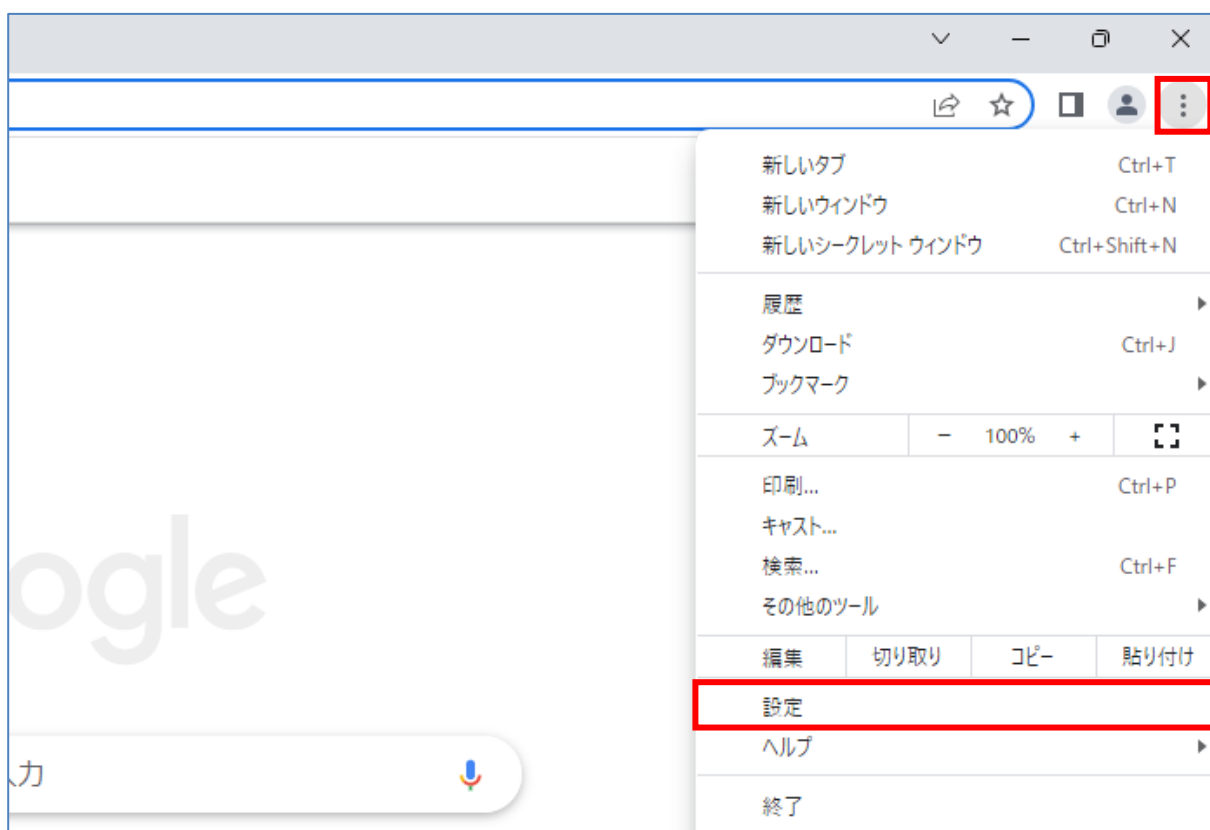 新しいタブ Ctrl+T
新しいウィンドウ Ctrl+N
新しいシークレット ウィンドウ Ctrl+Shift+N
履歴
ダウンロード Ctrl+J
ブックマーク
ズーム − 100% +
印刷... Ctrl+P
キャスト...
検索... Ctrl+F
その他のツール
編集 切り取り コピー 貼り付け
設定
ヘルプ
終了
ogle
入力